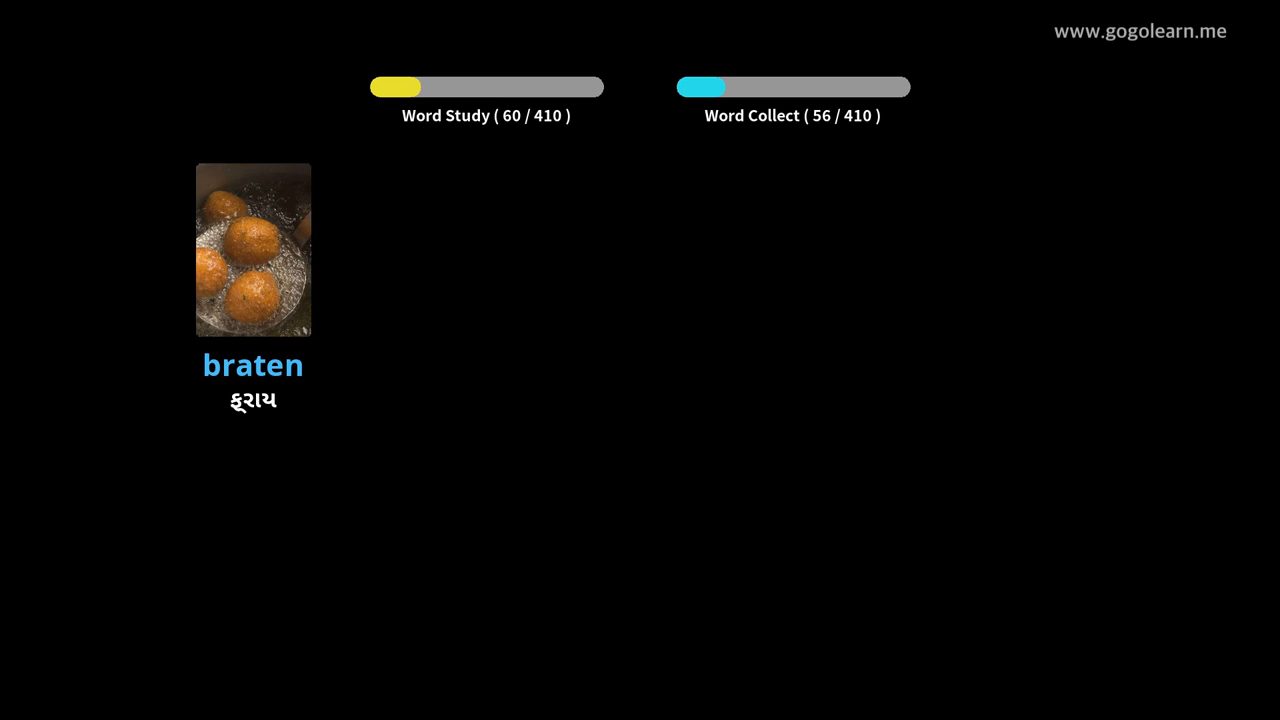 www.gogolearn.me
Word Study ( 60 / 410 )
Word Collect ( 56 / 410 )
braten
ફ્રાય